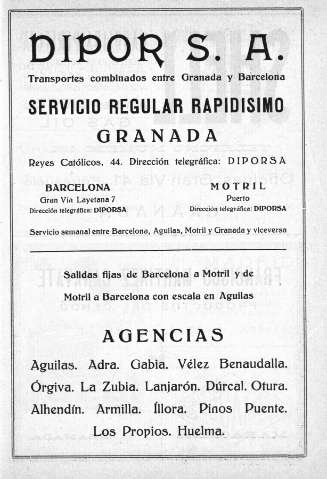 DIPOR S. A.
Transportes combinados entre Granada y Barcelona
SERVICIO REGULAR RAPIDISIMO
GRANADA
Reyes Católicos, 44. Dirección telegráfica: DIPORSA
BARCELONA
Gran Vía Layetana 7
Dirección telegráfica: DIPORSA
MOTRIL
Puerto
Dirección telegráfica: DIPORSA
Servicio semanal entre Barcelona, Aguilas, Motril y Granada y viceversa
Salidas fijas de Barcelona a Motril y de
Motril a Barcelona con escala en Aguilas
AGENCIAS
Aguilas. Adra. Gabia. Vélez Benaudalla.
Órgiva. La Zubia. Lanjarón. Dúrcal. Otura.
Alhendín. Armilla. Íllora. Pinos Puente.
Los Propios. Huelma.